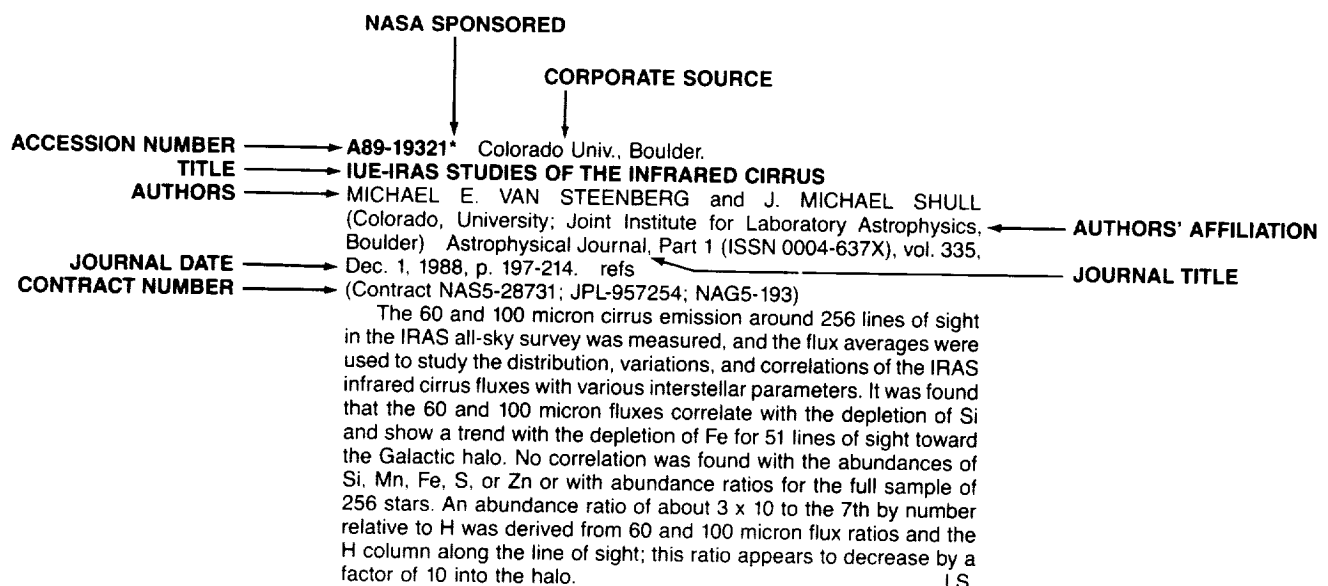 NASA SPONSORED
CORPORATE SOURCE
ACCESSION NUMBER A89-19321* Colorado Univ., Boulder.
TITLE IUE-IRAS STUDIES OF THE INFRARED CIRRUS
AUTHORS MICHAEL E. VAN STEENBERG and J. MICHAEL SHULL
(Colorado, University; Joint Institute for Laboratory Astrophysics, AUTHORS' AFFILIATION
Boulder) Astrophysical Journal, Part 1 (ISSN 0004-637X), vol. 335,
JOURNAL DATE Dec. 1, 1988, p. 197-214. refs JOURNAL TITLE
CONTRACT NUMBER (Contract NAS5-28731; JPL-957254; NAG5-193)
The 60 and 100 micron cirrus emission around 256 lines of sight
in the IRAS all-sky survey was measured, and the flux averages were
used to study the distribution, variations, and correlations of the IRAS
infrared cirrus fluxes with various interstellar parameters. It was found
that the 60 and 100 micron fluxes correlate with the depletion of Si
and show a trend with the depletion of Fe for 51 lines of sight toward
the Galactic halo. No correlation was found with the abundances of
Si, Mn, Fe, S, or Zn or with abundance ratios for the full sample of
256 stars. An abundance ratio of about 3 x 10 to the 7th by number
relative to H was derived from 60 and 100 micron flux ratios and the
H column along the line of sight; this ratio appears to decrease by a
factor of 10 into the halo.